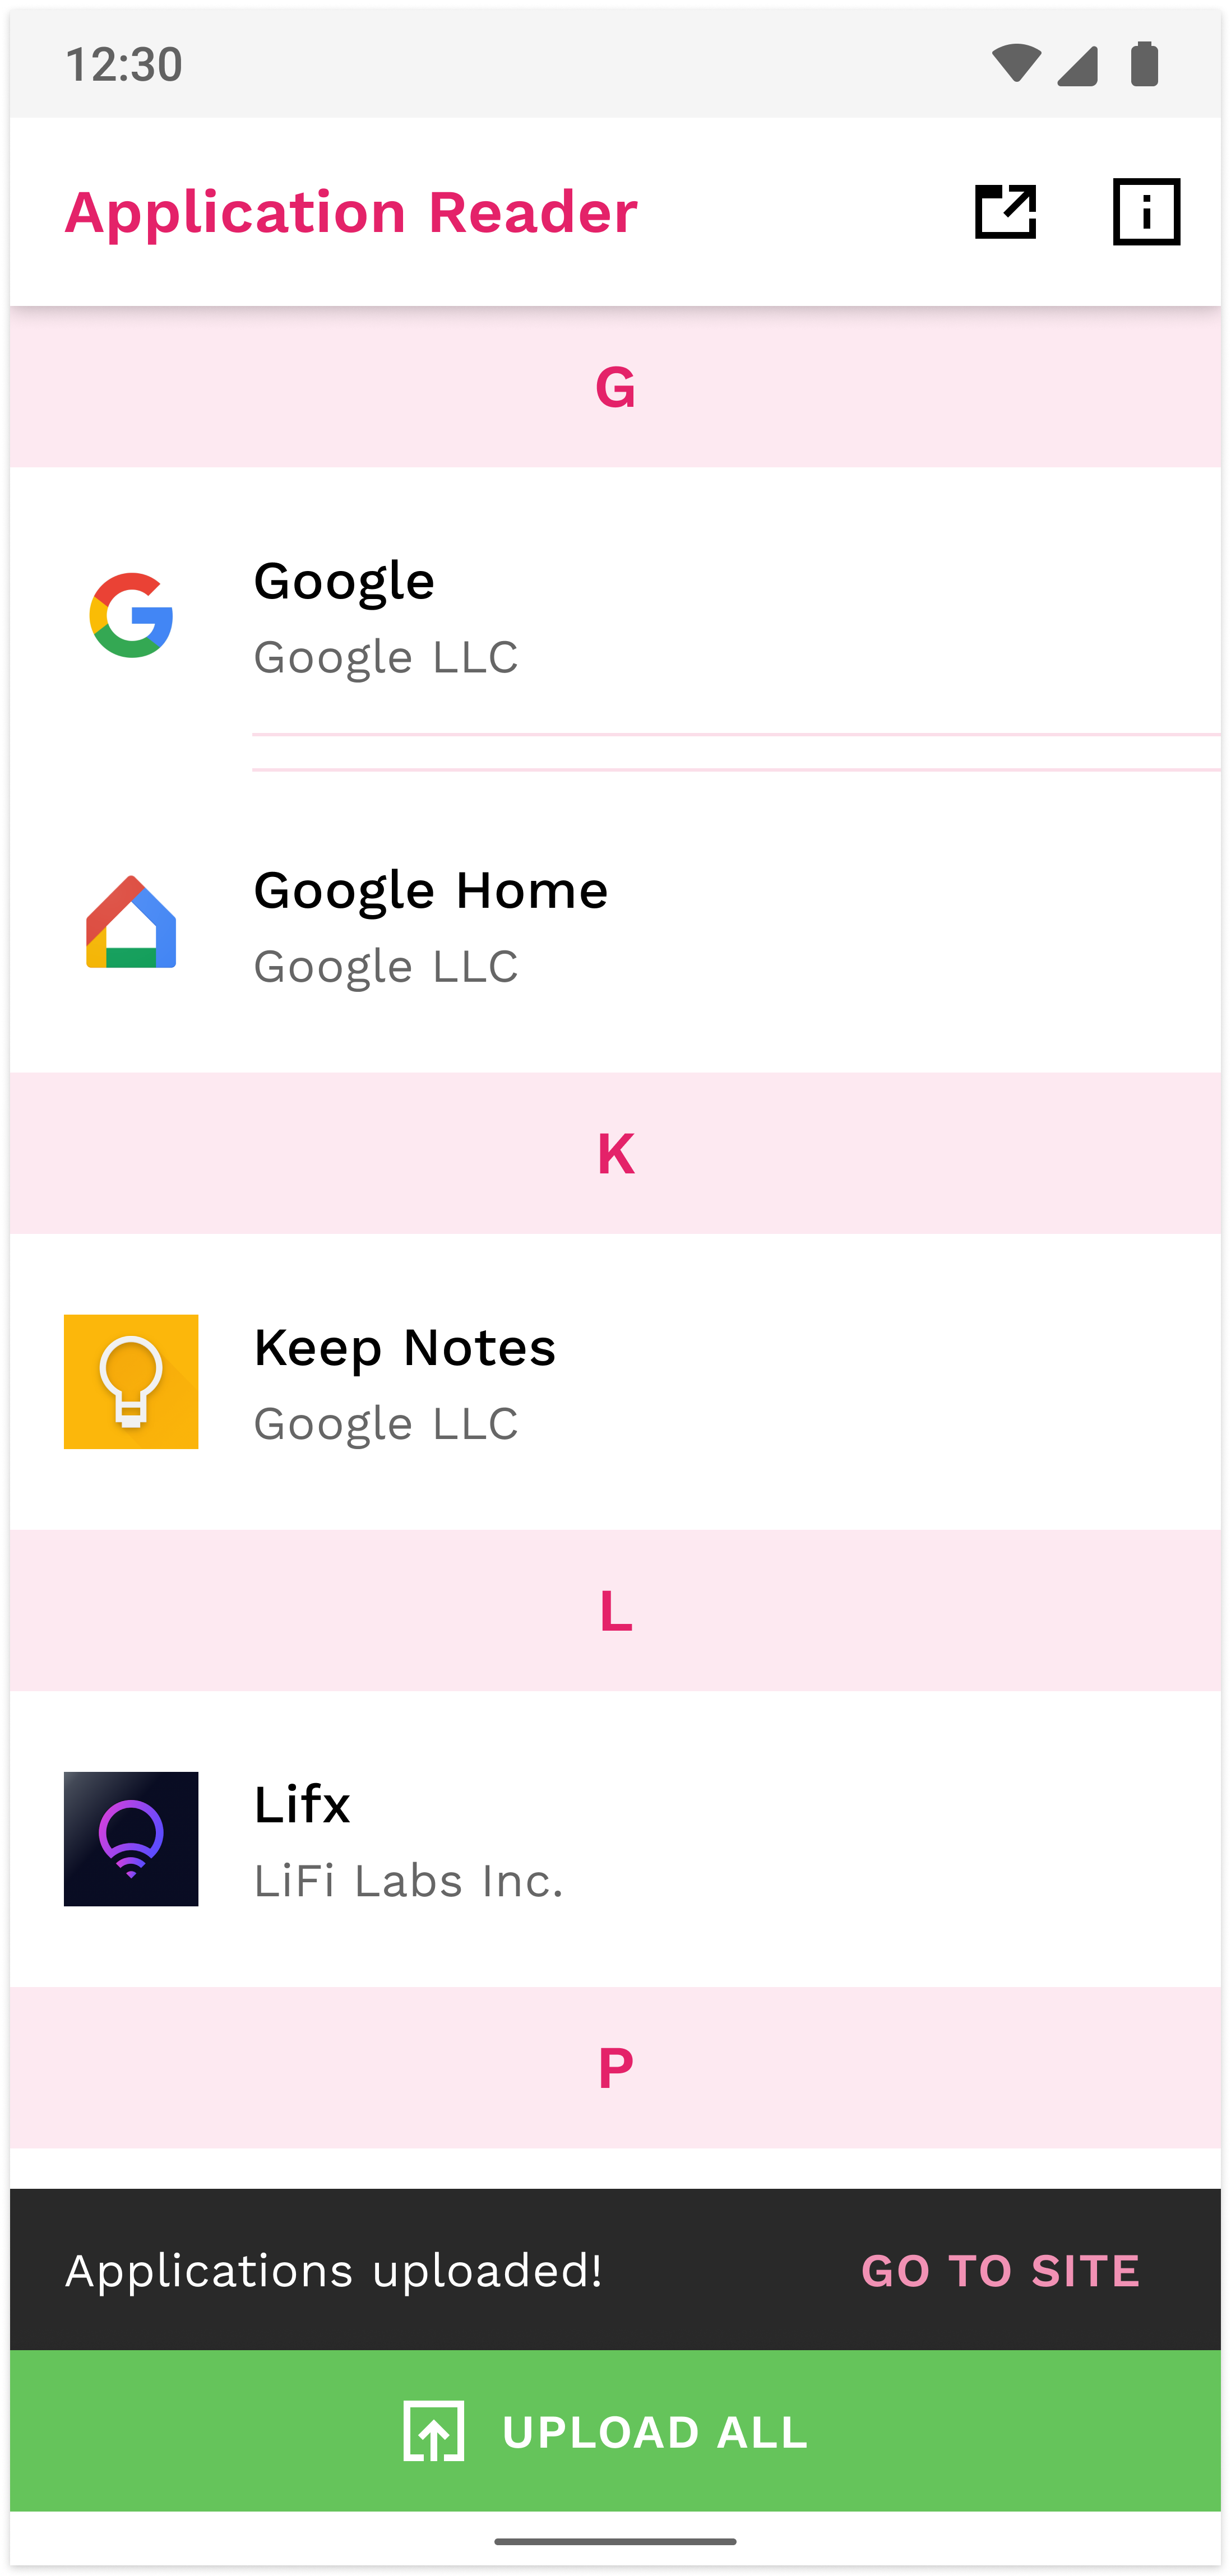 12:30
Application Reader
G
Google
Google LLC
Google Home
Google LLC
K
Keep Notes
Google LLC
L
Lifx
LiFi Labs Inc.
P
Applications uploaded! GO TO SITE
UPLOAD ALL